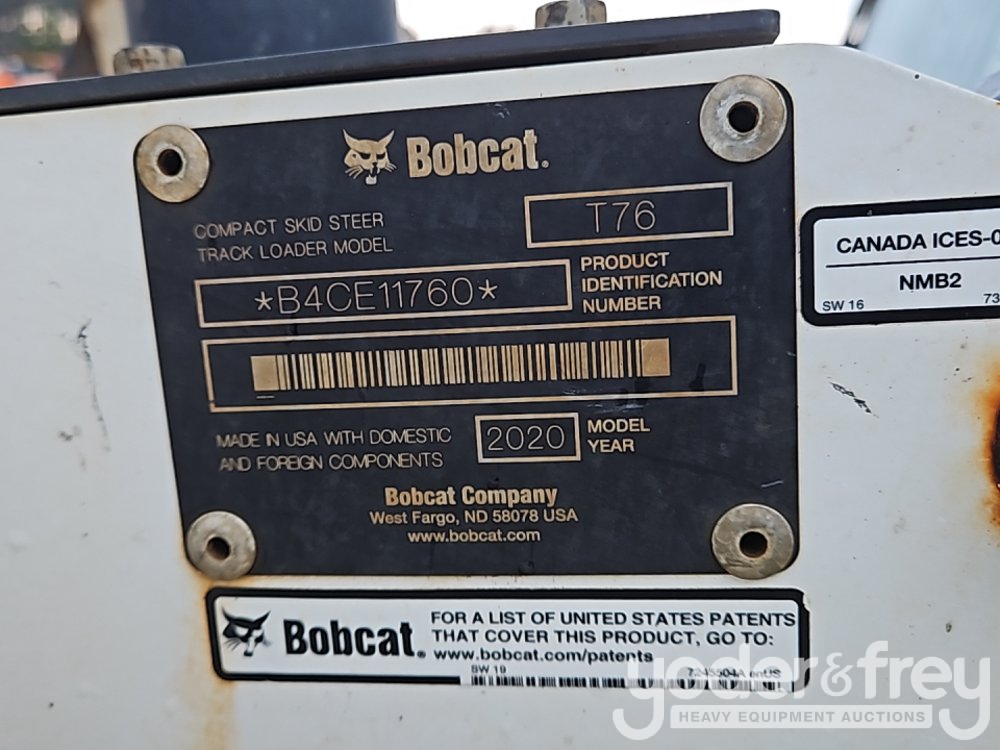 Bobcat.
COMPACT SKID STEER
TRACK LOADER MODEL
T76
*B4CE11760*
PRODUCT
IDENTIFICATION
NUMBER
MADE IN USA WITH DOMESTIC
AND FOREIGN COMPONENTS
2020
MODEL
YEAR
Bobcat Company
West Fargo, ND 58078 USA
www.bobcat.com
CANADA ICES-0
NMB2
SW 16
73
Bobcat.
FOR A LIST OF UNITED STATES PATENTS
THAT COVER THIS PRODUCT, GO TO:
www.bobcat.com/patents
SW 19
7245504A enUS
yoder&frey
HEAVY EQUIPMENT AUCTIONS